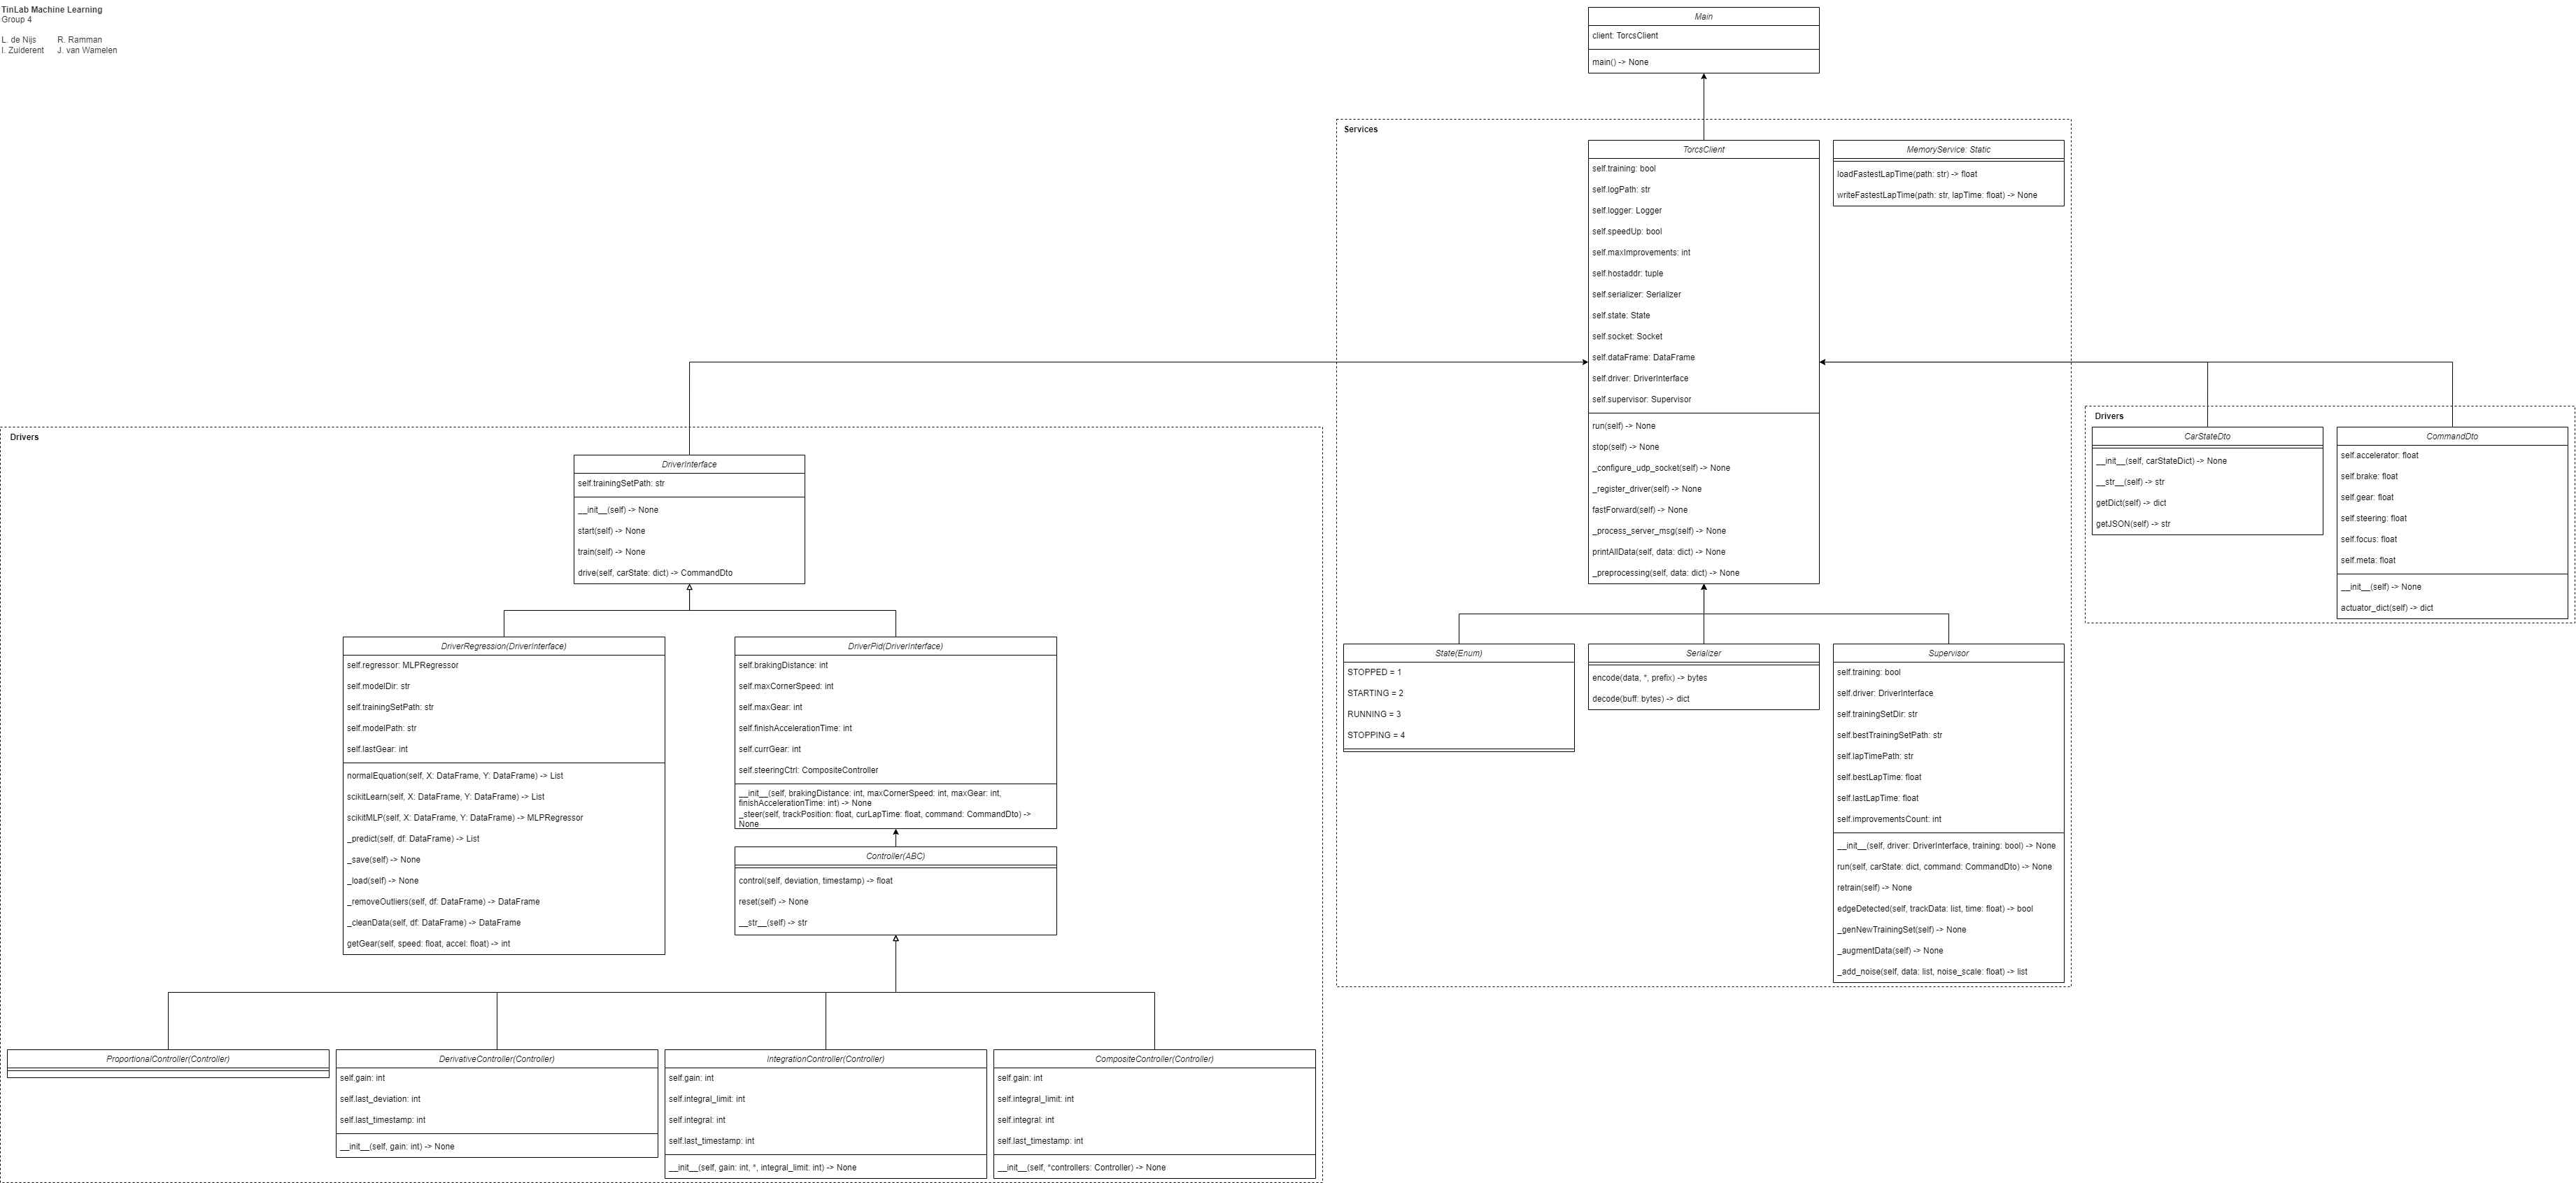 TinLab Machine Learning
Group 4
L. de Nijs R. Ramman
I. Zuiderent J. van Wamelen
Main
client: TorcsClient
main() -> None
Services
TorcsClient
self.training: bool
self.logPath: str
self.logger: Logger
self.speedUp: bool
self.maxImprovements: int
self.hostaddr: tuple
self.serializer: Serializer
self.state: State
self.socket: Socket
self.dataFrame: DataFrame
self.driver: DriverInterface
self.supervisor: Supervisor
run(self) -> None
stop(self) -> None
_configure_udp_socket(self) -> None
_register_driver(self) -> None
fastForward(self) -> None
_process_server_msg(self) -> None
printAllData(self, data: dict) -> None
_preprocessing(self, data: dict) -> None
MemoryService: Static
loadFastestLapTime(path: str) -> float
writeFastestLapTime(path: str, lapTime: float) -> None
Drivers
CarStateDto
__init__(self, carStateDict) -> None
__str__(self) -> str
getDict(self) -> dict
getJSON(self) -> str
CommandDto
self.accelerator: float
self.brake: float
self.gear: float
self.steering: float
self.focus: float
self.meta: float
__init__(self) -> None
actuator_dict(self) -> dict
Drivers
DriverInterface
self.trainingSetPath: str
__init__(self) -> None
start(self) -> None
train(self) -> None
drive(self, carState: dict) -> CommandDto
DriverRegression(DriverInterface)
self.regressor: MLPRegressor
self.modelDir: str
self.trainingSetPath: str
self.modelPath: str
self.lastGear: int
normalEquation(self, X: DataFrame, Y: DataFrame) -> List
scikitLearn(self, X: DataFrame, Y: DataFrame) -> List
scikitMLP(self, X: DataFrame, Y: DataFrame) -> MLPRegressor
_predict(self, df: DataFrame) -> List
_save(self) -> None
_load(self) -> None
_removeOutliers(self, df: DataFrame) -> DataFrame
_cleanData(self, df: DataFrame) -> DataFrame
getGear(self, speed: float, accel: float) -> int
DriverPid(DriverInterface)
self.brakingDistance: int
self.maxCornerSpeed: int
self.maxGear: int
self.finishAccelerationTime: int
self.currGear: int
self.steeringCtrl: CompositeController
__init__(self, brakingDistance: int, maxCornerSpeed: int, maxGear: int,
finishAccelerationTime: int) -> None
_steer(self, trackPosition: float, curLapTime: float, command: CommandDto) ->
None
Controller(ABC)
control(self, deviation, timestamp) -> float
reset(self) -> None
__str__(self) -> str
State(Enum)
STOPPED = 1
STARTING = 2
RUNNING = 3
STOPPING = 4
Serializer
encode(data, *, prefix) -> bytes
decode(buff: bytes) -> dict
Supervisor
self.training: bool
self.driver: DriverInterface
self.trainingSetDir: str
self.bestTrainingSetPath: str
self.lapTimePath: str
self.bestLapTime: float
self.lastLapTime: float
self.improvementsCount: int
__init__(self, driver: DriverInterface, training: bool) -> None
run(self, carState: dict, command: CommandDto) -> None
retrain(self) -> None
edgeDetected(self, trackData: list, time: float) -> bool
_genNewTrainingSet(self) -> None
_augmentData(self) -> None
_add_noise(self, data: list, noise_scale: float) -> list
ProportionalController(Controller)
DerivativeController(Controller)
self.gain: int
self.last_deviation: int
self.last_timestamp: int
__init__(self, gain: int) -> None
IntegrationController(Controller)
self.gain: int
self.integral_limit: int
self.integral: int
self.last_timestamp: int
__init__(self, gain: int, *, integral_limit: int) -> None
CompositeController(Controller)
self.gain: int
self.integral_limit: int
self.integral: int
self.last_timestamp: int
__init__(self, *controllers: Controller) -> None